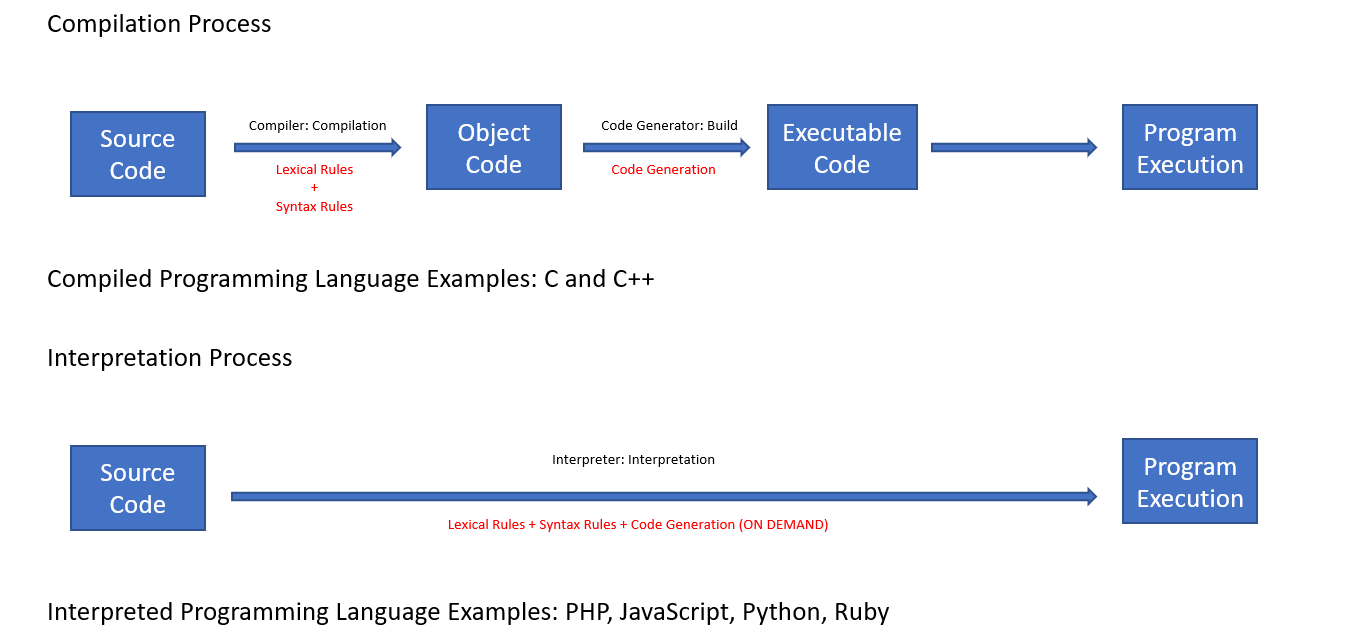 Compilation Process
Source
Code
Compiler: Compilation
Lexical Rules
+
Syntax Rules
Object
Code
Code Generator: Build
Code Generation
Executable
Code
Program
Execution
Compiled Programming Language Examples: C and C++
Interpretation Process
Source
Code
Interpreter: Interpretation
Lexical Rules + Syntax Rules + Code Generation (ON DEMAND)
Program
Execution
Interpreted Programming Language Examples: PHP, JavaScript, Python, Ruby